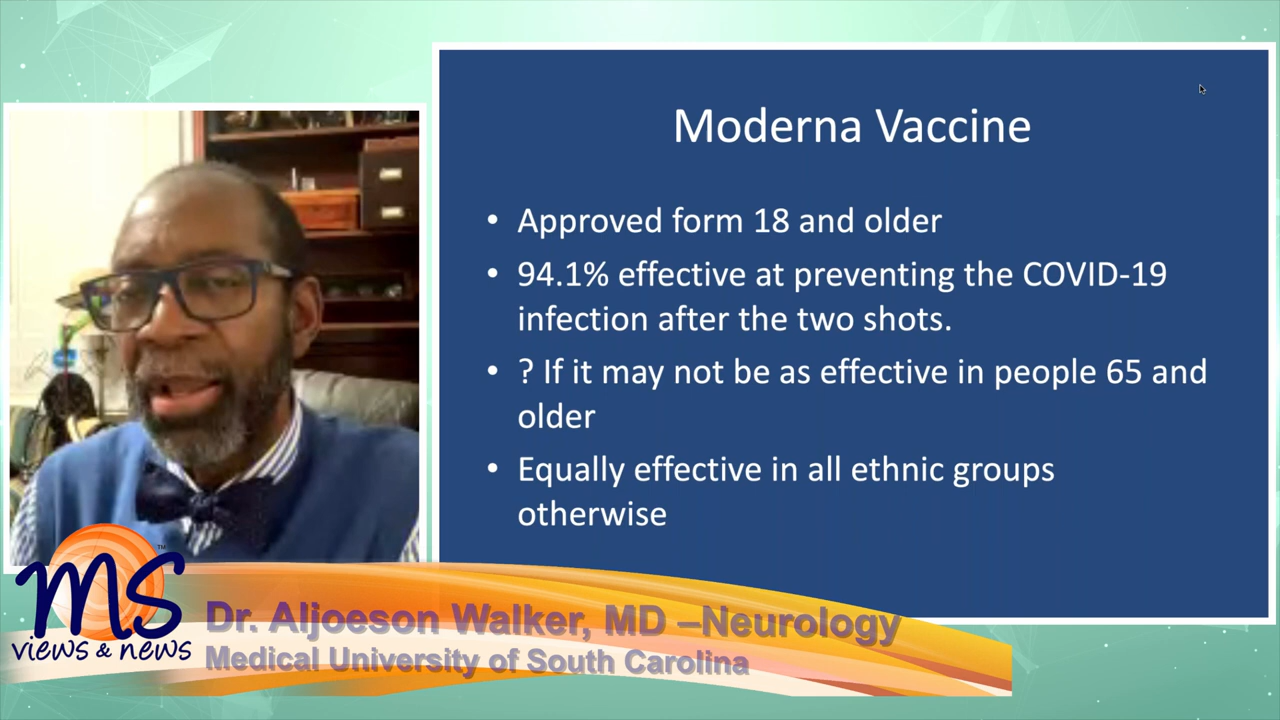 Moderna Vaccine
• Approved form 18 and older
• 94.1% effective at preventing the COVID-19
infection after the two shots.
• ? If it may not be as effective in people 65 and
older
• Equally effective in all ethnic groups
otherwise
MS
TM
views & news
Dr. Aljoeson Walker, MD –Neurology
Medical University of South Carolina